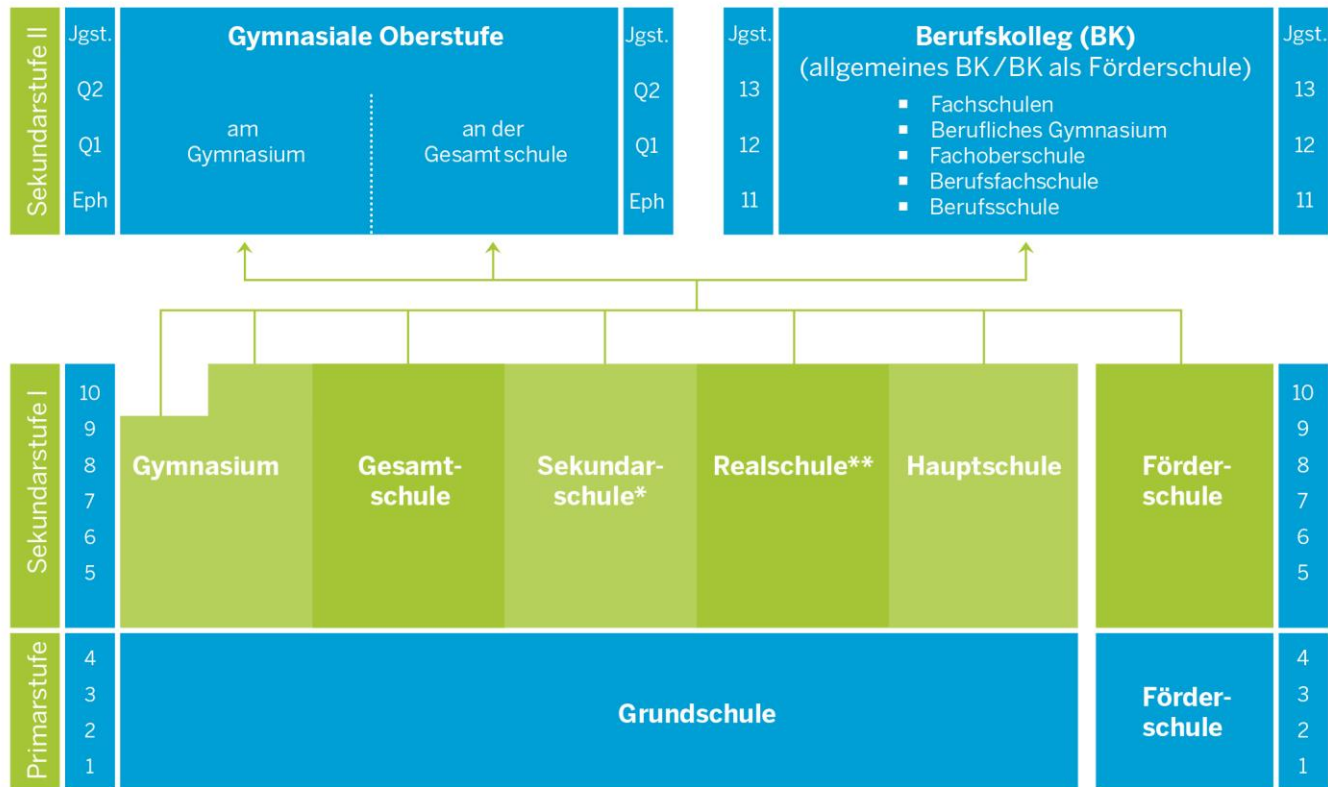 Sekundarstufe II
Jgst.
Q2
Q1
Eph
Gymnasiale Oberstufe
am
Gymnasium
an der
Gesamtschule
Jgst.
Q2
Q1
Eph
Jgst.
13
12
11
Berufskolleg (BK)
(allgemeines BK/BK als Förderschule)
▪ Fachschulen
▪ Berufliches Gymnasium
▪ Fachoberschule
▪ Berufsfachschule
▪ Berufsschule
Jgst.
13
12
11
Sekundarstufe I
10
9
8
7
6
5
Gymnasium
Gesamt-
schule
Sekundar-
schule*
Realschule**
Hauptschule
Förder-
schule
10
9
8
7
6
5
Primarstufe
4
3
2
1
Grundschule
Förder-
schule
4
3
2
1